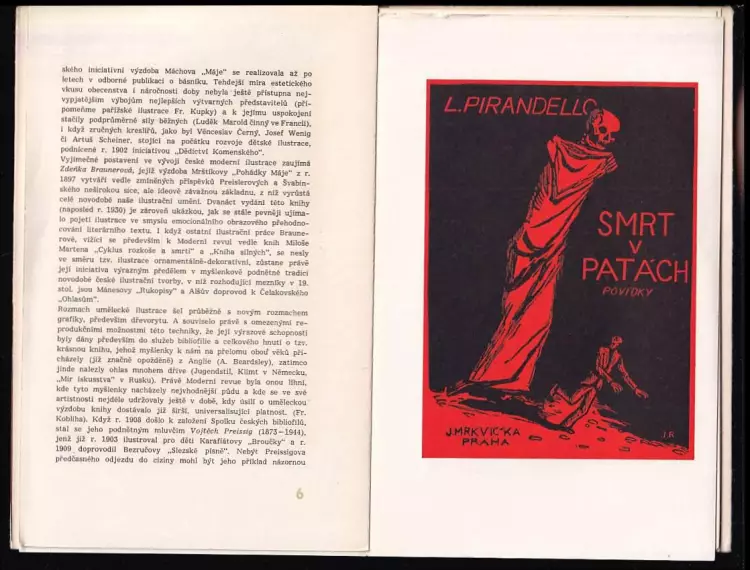 ského iniciativní výzdoba Máchova „Máje" se realizovala až po
letech v odborné publikaci o básníku. Tehdejší míra estetického
vkusu obecenstva i náročnosti doby nebyla ještě přístupna nej-
vypjatějším výbojům nejlepších výtvarných představitelů (při-
pomeňme pařížské ilustrace Fr. Kupky) a k jejímu uspokojení
stačily podprůměrné síly běžných (Luděk Marold činný ve Francii),
i když zručných kreslířů, jako byl Věnceslav Černý, Josef Wenig
či Artuš Scheiner, stojící na počátku rozvoje dětské ilustrace,
podnícené r. 1902 iniciativou „Dědictví Komenského".
Vyjímečné postavení ve vývoji české moderní ilustrace zaujímá
Zdeňka Braunerová, jejíž výzdoba Mrštíkovy „Pohádky Máje" z r.
1897 vytváří vedle zmíněných příspěvků Preislerových a Švabin-
ského neširokou sice, ale ideově závažnou základnu, z níž vyrůstá
celé novodobé naše ilustrační umění. Dvanáct vydání této knihy
(naposled r. 1930) je zároveň ukázkou, jak se stále pevněji ujíma-
lo pojetí ilustrace ve smyslu emocionálního obrazového přehodno-
cování literárního textu. I když ostatní ilustrační práce Braune-
rové, vížící se především k Moderní revui vedle knih Miloše
Martena „Cyklus rozkoše a smrti" a „Kniha silných", se nesly
ve směru tzv. ilustrace ornamentálně-dekorativní, zůstane právě
její iniciativa výrazným předělem v myšlenkově podnětné tradici
novodobé české ilustrační tvorby, v níž rozhodující mezníky v 19.
stol. jsou Mánesovy „Rukopisy" a Alšův doprovod k Čelakovského
„Ohlasům".
Rozmach umělecké ilustrace šel průběžně s novým rozmachem
grafiky, především dřevorytu. A souviselo právě s omezenými re-
produkčními možnostmi této techniky, že její výrazové schopnosti
byly dány především do služeb bibliofilie a celkového hnutí o tzv.
krásnou knihu, jehož myšlenky k nám na přelomu obou věků při-
cházely (již značně opožděně) z Anglie (A. Beardsley), zatímco
jinde nalezly ohlas mnohem dříve (Jugendstil, Klimt v Německu,
„Mir iskusstva" v Rusku). Právě Moderní revue byla onou líhní,
kde tyto myšlenky nacházely nejvhodnější půdu a kde se ve své
artistnosti nejdéle udržovaly ještě v době, kdy úsilí o uměleckou
výzdobu knihy dostávalo již širší, universalisující platnost. (Fr.
Kobliha). Když r. 1908 došlo k založení Spolku českých bibliofilů,
stal se jeho podnětným mluvčím Vojtěch Preissig (1873–1944),
jenž již r. 1903 ilustroval pro děti Karafiátovy „Broučky" a r.
1909 doprovodil Bezručovy „Slezské písně". Nebýt Preissigova
předčasného odjezdu do ciziny mohl být jeho příklad názornou
6
L. PIRANDELLO
SMRT
V
PATÁCH
POVÍDKY
J. MRKVIČKA
PRAHA